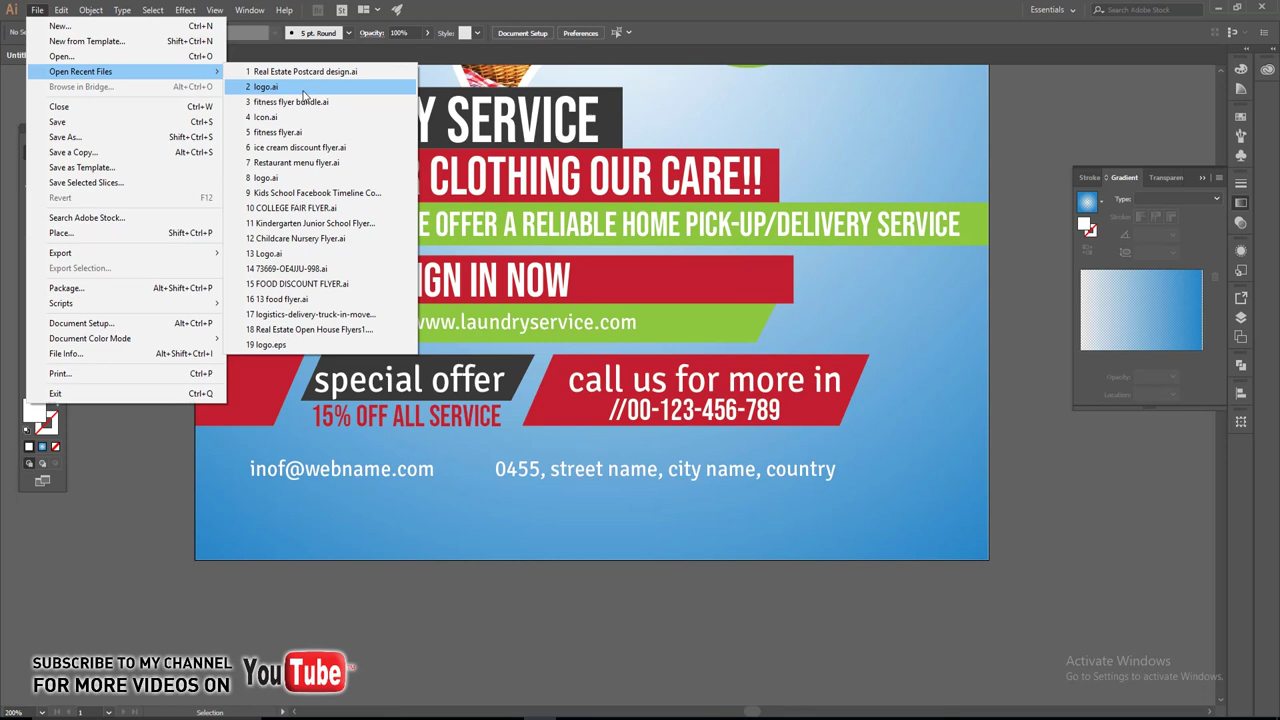 Ai File Edit Object Type Select Effect View Window Help Br St Essentials Search Adobe Stock
5 pt. Round Opacity: 100% Style: Document Setup Preferences
New... Ctrl+N
New from Template... Shift+Ctrl+N
Open... Ctrl+O
Open Recent Files
Browse in Bridge... Alt+Ctrl+O
Close Ctrl+W
Save Ctrl+S
Save As... Shift+Ctrl+S
Save a Copy... Alt+Ctrl+S
Save as Template...
Save Selected Slices...
Revert F12
Search Adobe Stock...
Place... Shift+Ctrl+P
Export
Export Selection...
Package... Alt+Shift+Ctrl+P
Scripts
Document Setup... Alt+Ctrl+P
Document Color Mode
File Info... Alt+Shift+Ctrl+I
Print... Ctrl+P
Exit Ctrl+Q
1 Real Estate Postcard design.ai
2 logo.ai
3 fitness flyer bundle.ai
4 Icon.ai
5 fitness flyer.ai
6 ice cream discount flyer.ai
7 Restaurant menu flyer.ai
8 logo.ai
9 Kids School Facebook Timeline Co...
10 COLLEGE FAIR FLYER.ai
11 Kindergarten Junior School Flyer...
12 Childcare Nursery Flyer.ai
13 Logo.ai
14 73669-OE4JJU-998.ai
15 FOOD DISCOUNT FLYER.ai
16 13 food flyer.ai
17 logistics-delivery-truck-in-move...
18 Real Estate Open House Flyers1....
19 logo.eps
Y SERVICE
CLOTHING OUR CARE!!
E OFFER A RELIABLE HOME PICK-UP/DELIVERY SERVICE
IGN IN NOW
www.laundryservice.com
special offer
15% OFF ALL SERVICE
call us for more in
//00-123-456-789
inof@webname.com
0455, street name, city name, country
Stroke Gradient Transparen
Type:
Stroke:
Opacity:
Location:
SUBSCRIBE TO MY CHANNEL
FOR MORE VIDEOS ON
YouTube
Activate Windows
Go to Settings to activate Windows.
200% 1 Selection